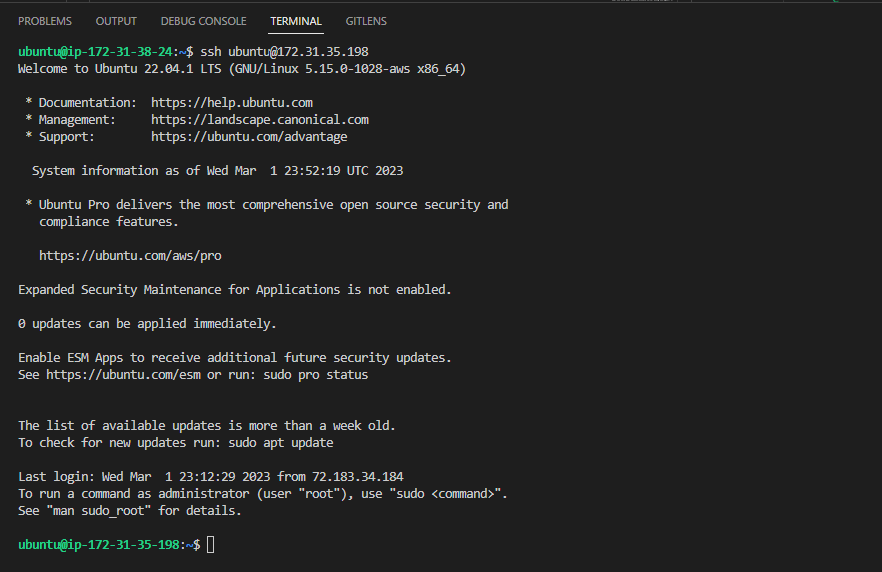 PROBLEMS OUTPUT DEBUG CONSOLE TERMINAL GITLENS
ubuntu@ip-172-31-38-24:~$ ssh ubuntu@172.31.35.198
Welcome to Ubuntu 22.04.1 LTS (GNU/Linux 5.15.0-1028-aws x86_64)
* Documentation:  https://help.ubuntu.com
* Management:     https://landscape.canonical.com
* Support:        https://ubuntu.com/advantage
System information as of Wed Mar  1 23:52:19 UTC 2023
* Ubuntu Pro delivers the most comprehensive open source security and
compliance features.
https://ubuntu.com/aws/pro
Expanded Security Maintenance for Applications is not enabled.
0 updates can be applied immediately.
Enable ESM Apps to receive additional future security updates.
See https://ubuntu.com/esm or run: sudo pro status
The list of available updates is more than a week old.
To check for new updates run: sudo apt update
Last login: Wed Mar  1 23:12:29 2023 from 72.183.34.184
To run a command as administrator (user "root"), use "sudo <command>".
See "man sudo_root" for details.
ubuntu@ip-172-31-35-198:~$